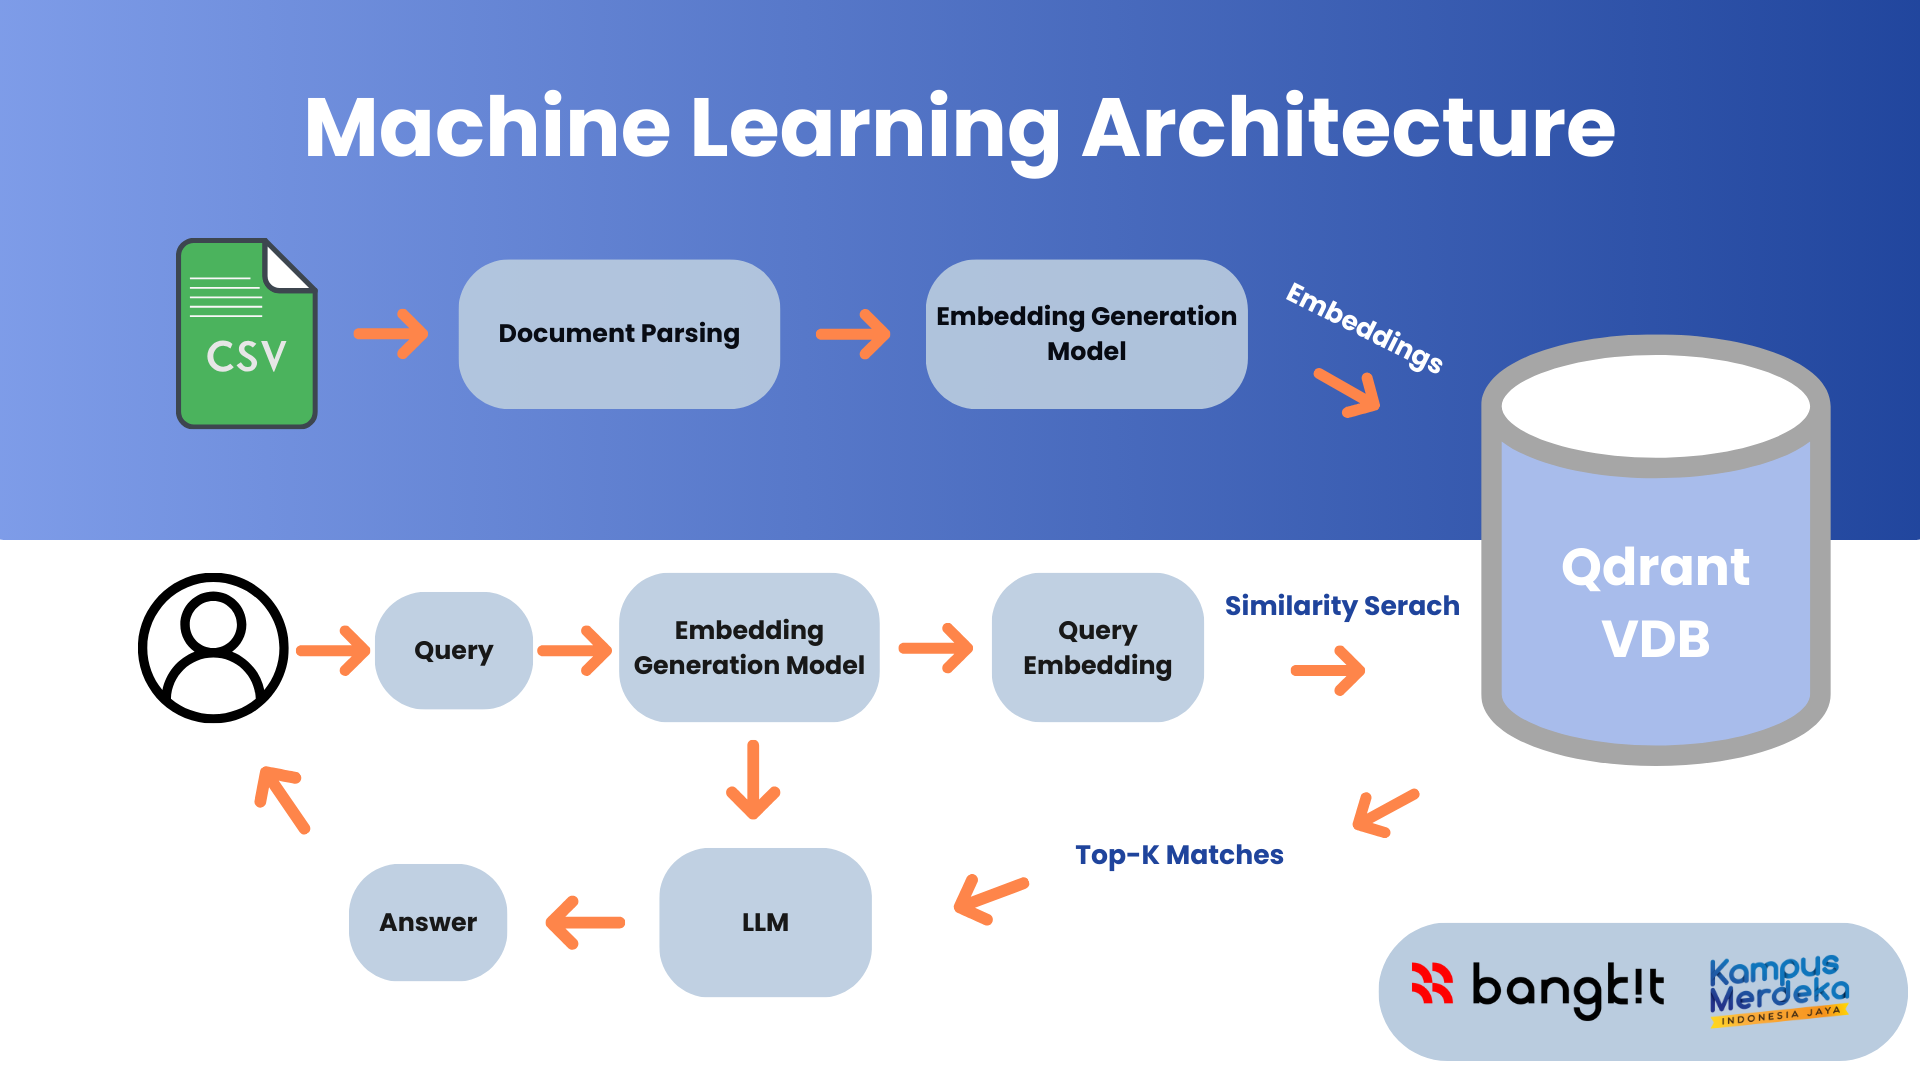 Machine Learning Architecture
CSV
Document Parsing
Embedding Generation
Model
Embeddings
Qdrant
VDB
Query
Embedding
Generation Model
Query
Embedding
Similarity Serach
Top-K Matches
LLM
Answer
bangk!t
Kampus
Merdeka
INDONESIA JAYA